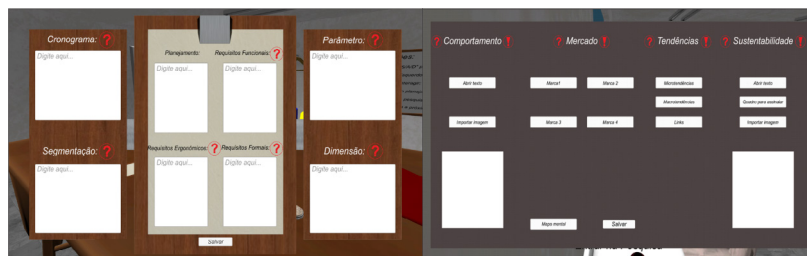 Cronograma: ?
Digite aqui...
Segmentação: ?
Digite aqui...
Planejamento:
Requisitos Funcionais: ?
Digite aqui...
Digite aqui...
Requisitos Ergonômicos: ?
Requisitos Formais: ?
Digite aqui...
Digite aqui...
Salvar
Parâmetro: ?
Digite aqui...
Dimensão: ?
Digite aqui...
? Comportamento !
? Mercado !
? Tendências !
? Sustentabilidade !
Abrir texto
Marca1
Marca 2
Microtendências
Abrir texto
Macrotendências
Quadro para assinalar
Importar imagem
Marca 3
Marca 4
Links
Importar imagem
Mapa mental
Salvar